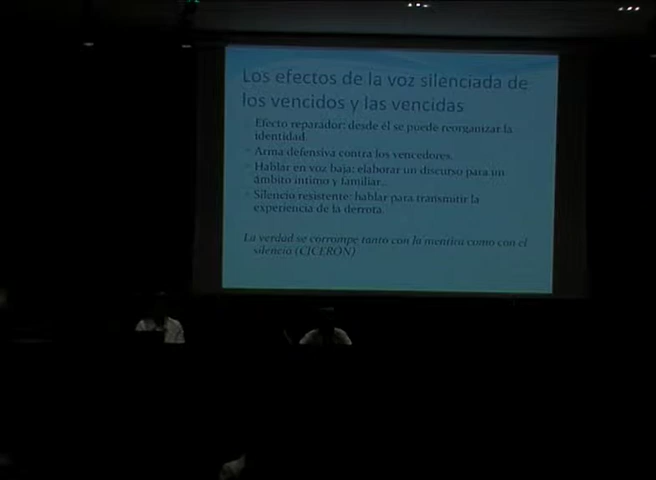 Los efectos de la voz silenciada de
los vencidos y las vencidas
Efecto reparador: desde él se puede reorganizar la
identidad
Arma defensiva contra los vencedores.
Hablar en voz baja: elaborar un discurso para un
ámbito íntimo y familiar.
Silencio resistente: hablar para transmitir la
experiencia de la derrota.
La verdad se corrompe tanto con la mentira como con el
silencio (CICERÓN)